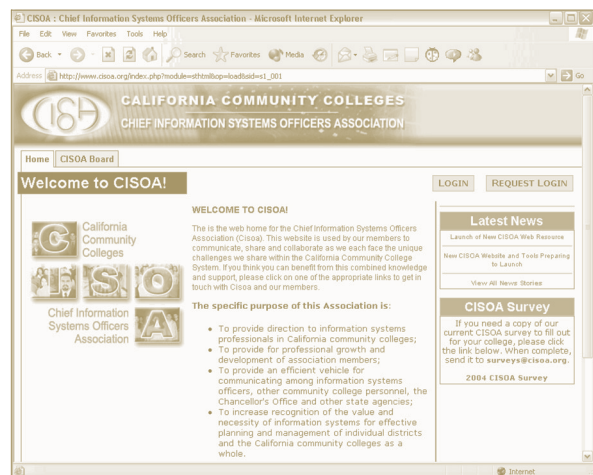 CISOA : Chief Information Systems Officers Association - Microsoft Internet Explorer
File Edit View Favorites Tools Help
Back Search Favorites Media
Address http://www.cisoa.org/index.php?module=sthtml&op=load&sid=s1_001 Go
CALIFORNIA COMMUNITY COLLEGES
CHIEF INFORMATION SYSTEMS OFFICERS ASSOCIATION
Home CISOA Board
Welcome to CISOA!
LOGIN REQUEST LOGIN
C California
Community
Colleges
I S O
Chief Information
Systems Officers
Association A
WELCOME TO CISOA!
The is the web home for the Chief Information Systems Officers
Association (Cisoa). This website is used by our members to
communicate, share and collaborate as we each face the unique
challenges we share within the California Community College
System. If you think you can benefit from this combined knowledge
and support, please click on one of the appropriate links to get in
touch with Cisoa and our members.
The specific purpose of this Association is:
• To provide direction to information systems
professionals in California community colleges;
• To provide for professional growth and
development of association members;
• To provide an efficient vehicle for
communicating among information systems
officers, other community college personnel, the
Chancellor's Office and other state agencies;
• To increase recognition of the value and
necessity of information systems for effective
planning and management of individual districts
and the California community colleges as a
whole.
Latest News
Launch of New CISOA Web Resource
New CISOA Website and Tools Preparing
to Launch
View All News Stories
CISOA Survey
If you need a copy of our
current CISOA survey to fill out
for your college, please click
the link below. When complete,
send it to surveys@cisoa.org.
2004 CISOA Survey
Internet